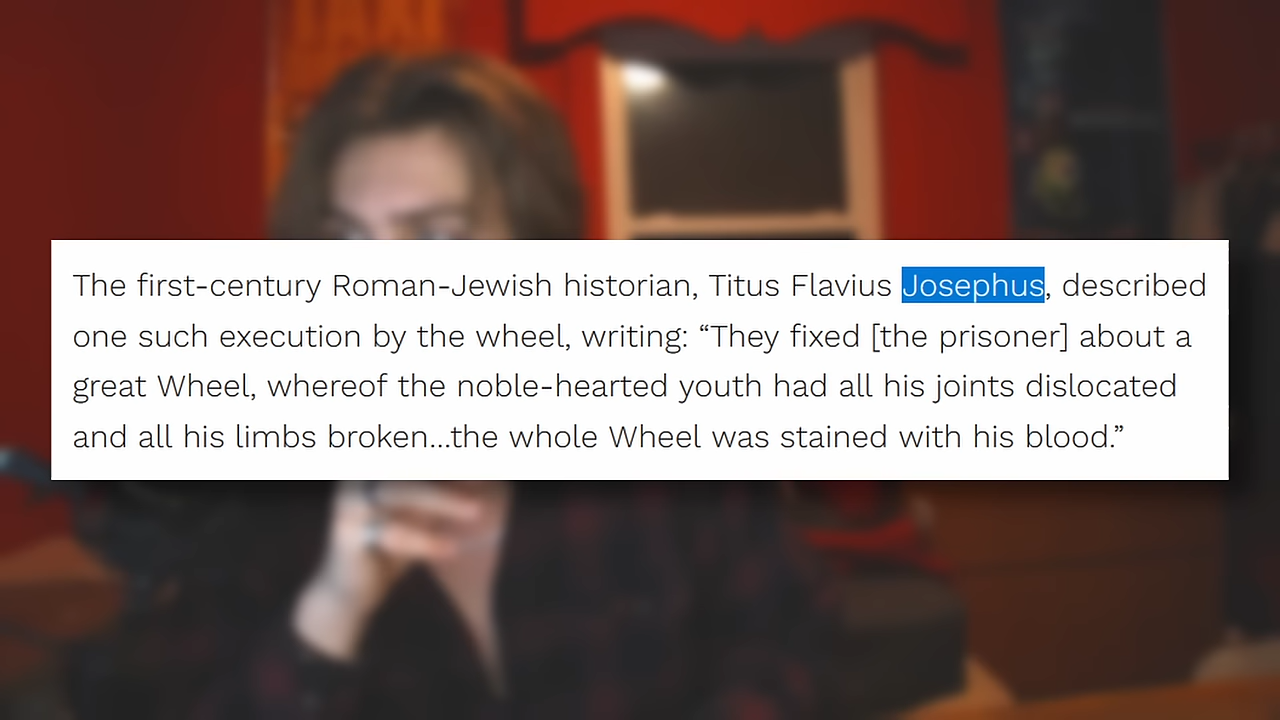 The first-century Roman-Jewish historian, Titus Flavius Josephus, described
one such execution by the wheel, writing: “They fixed [the prisoner] about a
great Wheel, whereof the noble-hearted youth had all his joints dislocated
and all his limbs broken...the whole Wheel was stained with his blood.”